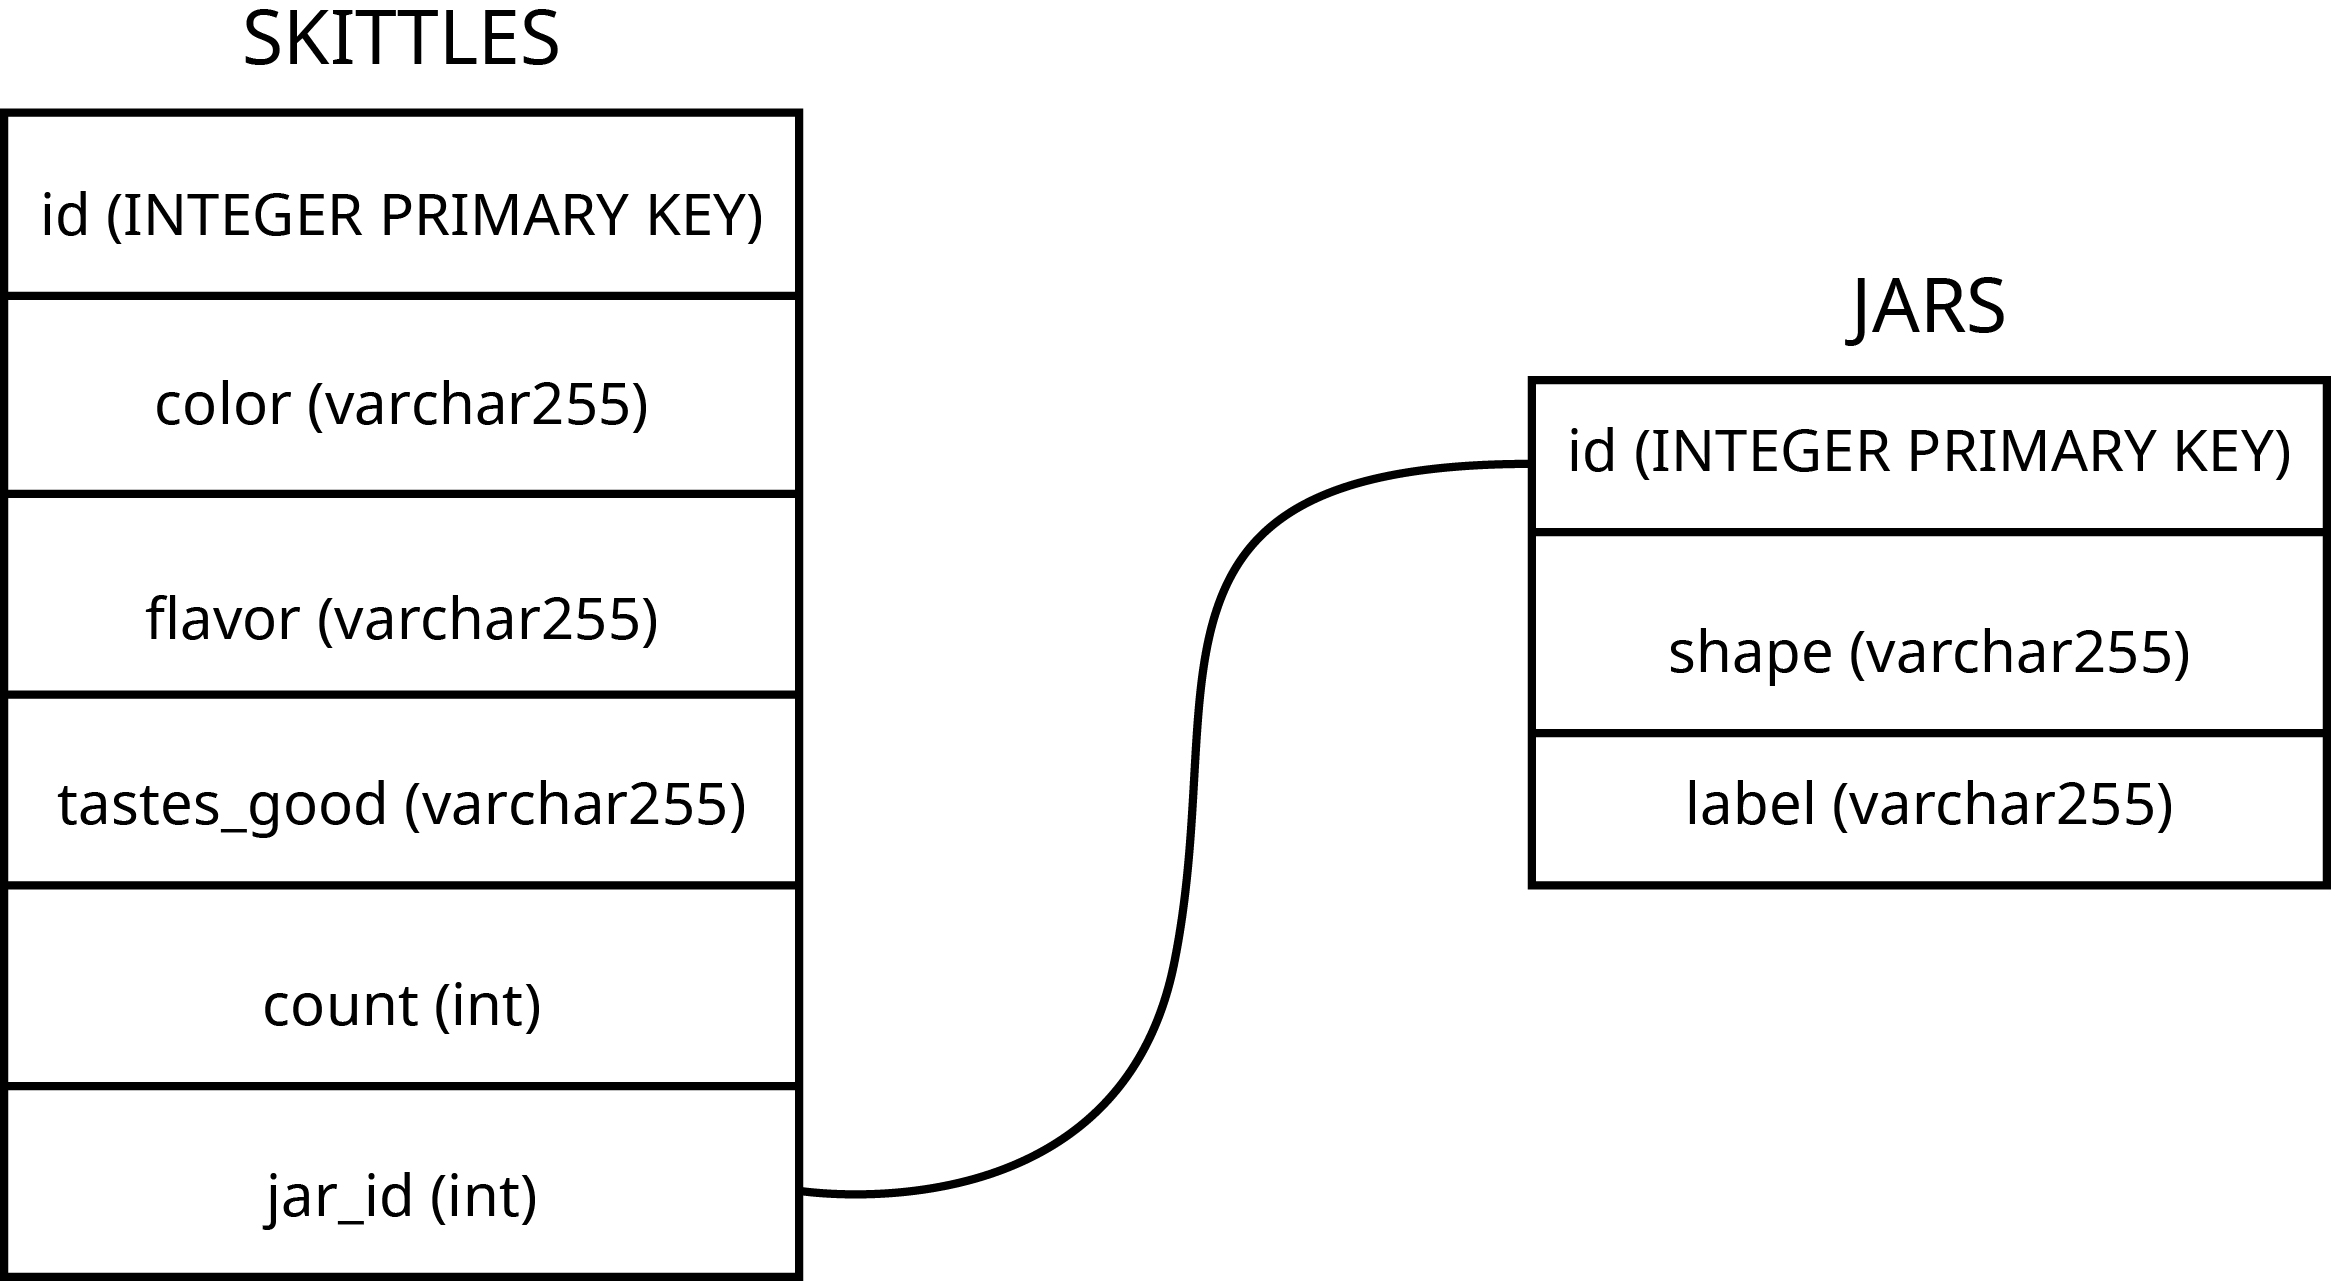 SKITTLES
id (INTEGER PRIMARY KEY)
color (varchar255)
flavor (varchar255)
tastes_good (varchar255)
count (int)
jar_id (int)
JARS
id (INTEGER PRIMARY KEY)
shape (varchar255)
label (varchar255)